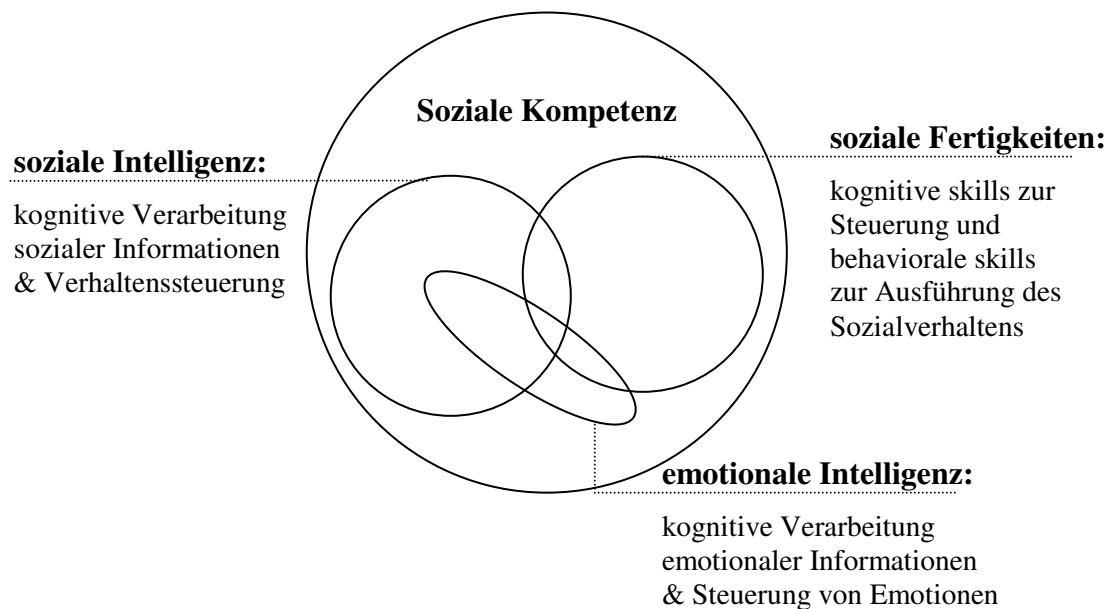 Soziale Kompetenz
soziale Intelligenz:
kognitive Verarbeitung
sozialer Informationen
& Verhaltenssteuerung
soziale Fertigkeiten:
kognitive skills zur
Steuerung und
behaviorale skills
zur Ausführung des
Sozialverhaltens
emotionale Intelligenz:
kognitive Verarbeitung
emotionaler Informationen
& Steuerung von Emotionen